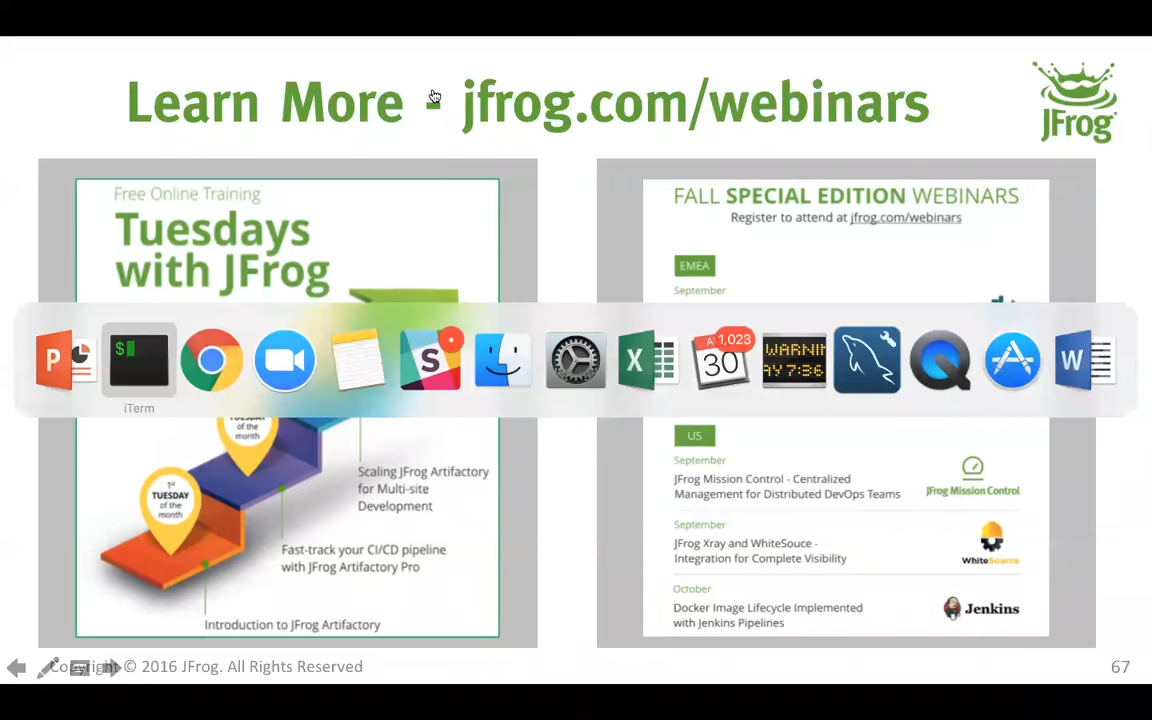 Learn More - jfrog.com/webinars
JFrog
Free Online Training
Tuesdays
with JFrog
FALL SPECIAL EDITION WEBINARS
Register to attend at jfrog.com/webinars
EMEA
September
P
$
S
X
1,023
30
WARNIN
AY 7:36
W
iTerm
of the
month
1st
TUESDAY
of the
month
Scaling JFrog Artifactory
for Multi-site
Development
Fast-track your CI/CD pipeline
with JFrog Artifactory Pro
Introduction to JFrog Artifactory
US
September
JFrog Mission Control - Centralized
Management for Distributed DevOps Teams
JFrog Mission Control
September
JFrog Xray and WhiteSouce -
Integration for Complete Visibility
WhiteSource
October
Docker Image Lifecycle Implemented
with Jenkins Pipelines
Jenkins
Copyright © 2016 JFrog. All Rights Reserved
67